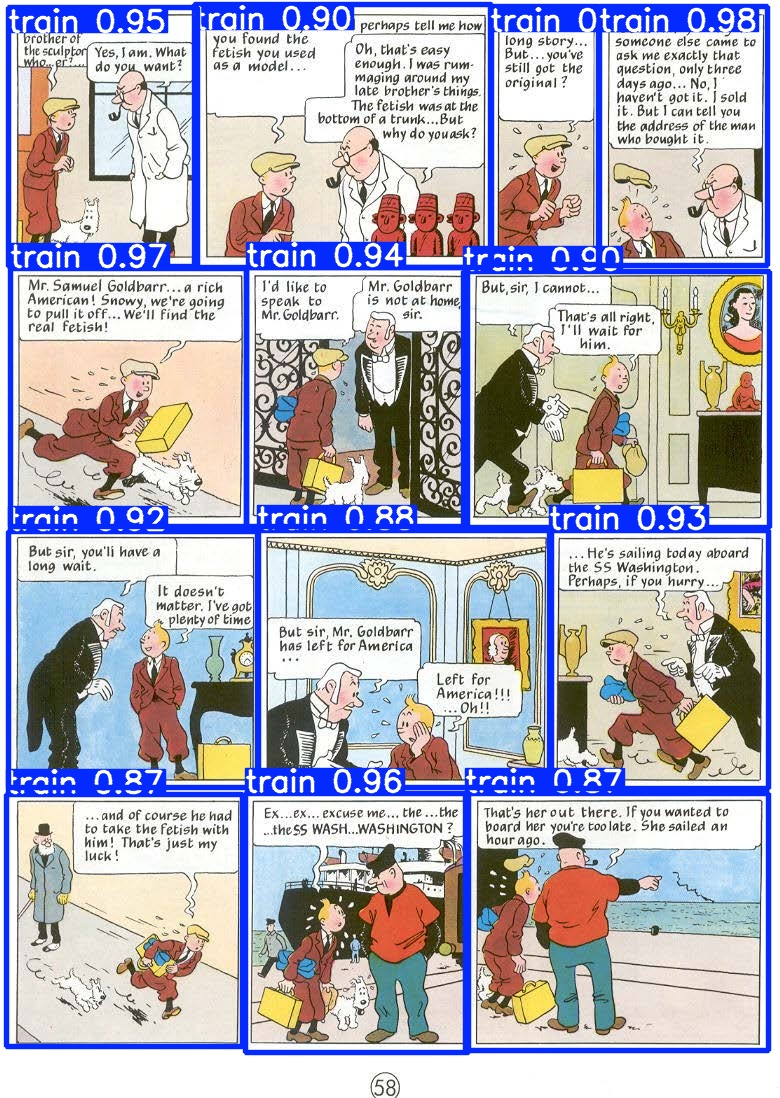 train 0.95
brother of
the sculptor
who...er?...
Yes, I am. What
do you want?
train 0.90
you found the
fetish you used
as a model...
perhaps tell me how
Oh, that's easy
enough. I was rum-
maging around my
late brother's things.
The fetish was at the
bottom of a trunk...But
why do you ask?
train 0
long story...
But...you've
still got the
original?
train 0.98
someone else came to
ask me exactly that
question, only three
days ago... No, I
haven't got it. I sold
it. But I can tell you
the address of the man
who bought it.
train 0.97
Mr. Samuel Goldbarr...a rich
American! Snowy, we're going
to pull it off... We'll find the
real fetish!
train 0.94
I'd like to
speak to
Mr. Goldbarr.
Mr. Goldbarr
is not at home,
sir.
train 0.90
But, sir, I cannot...
That's all right,
I'll wait for
him.
train 0.92
But sir, you'll have a
long wait.
It doesn't
matter. I've got
plenty of time
train 0.88
But sir, Mr. Goldbarr
has left for America
...
Left for
America!!!
...Oh!!
train 0.93
...He's sailing today aboard
the SS Washington.
Perhaps, if you hurry...
train 0.87
...and of course he had
to take the fetish with
him! That's just my
luck!
train 0.96
Ex...ex... excuse me... the...the
...the SS WASH...WASHINGTON?
train 0.87
That's her out there. If you wanted to
board her you're too late. She sailed an
hour ago.
58